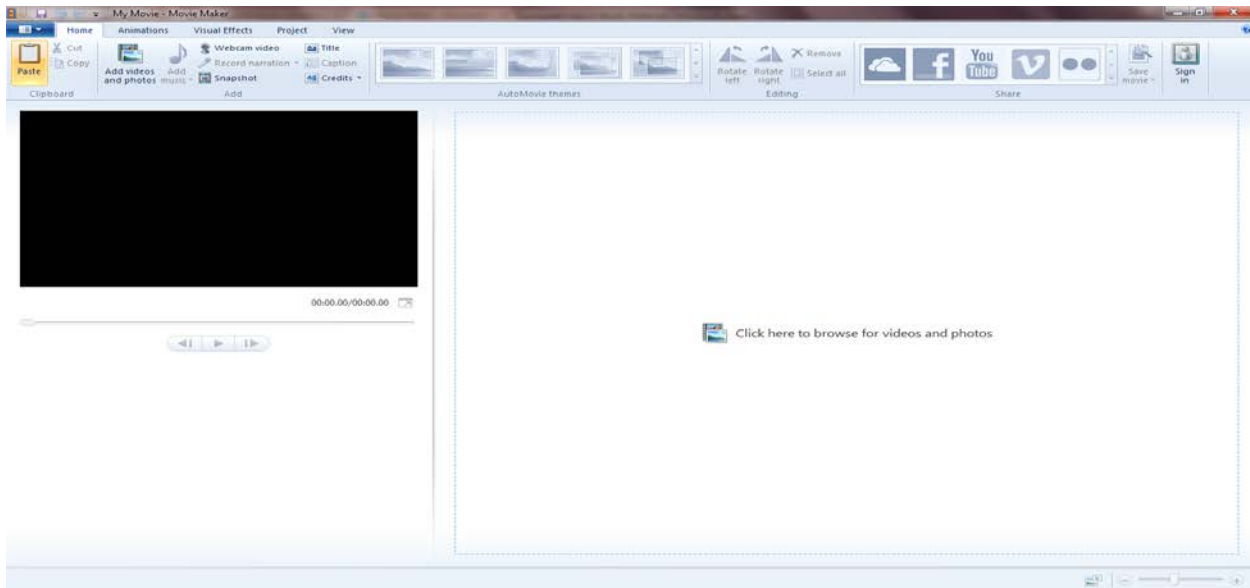 My Movie - Movie Maker
Home Animations Visual Effects Project View
Paste
Cut
Copy
Clipboard
Add videos and photos
Add music
Webcam video
Record narration
Snapshot
Title
Caption
Credits
Add
AutoMovie themes
Rotate left
Rotate right
Remove
Select all
Editing
f
You Tube
V
Share
Save movie
Sign in
00:00.00/00:00.00
Click here to browse for videos and photos